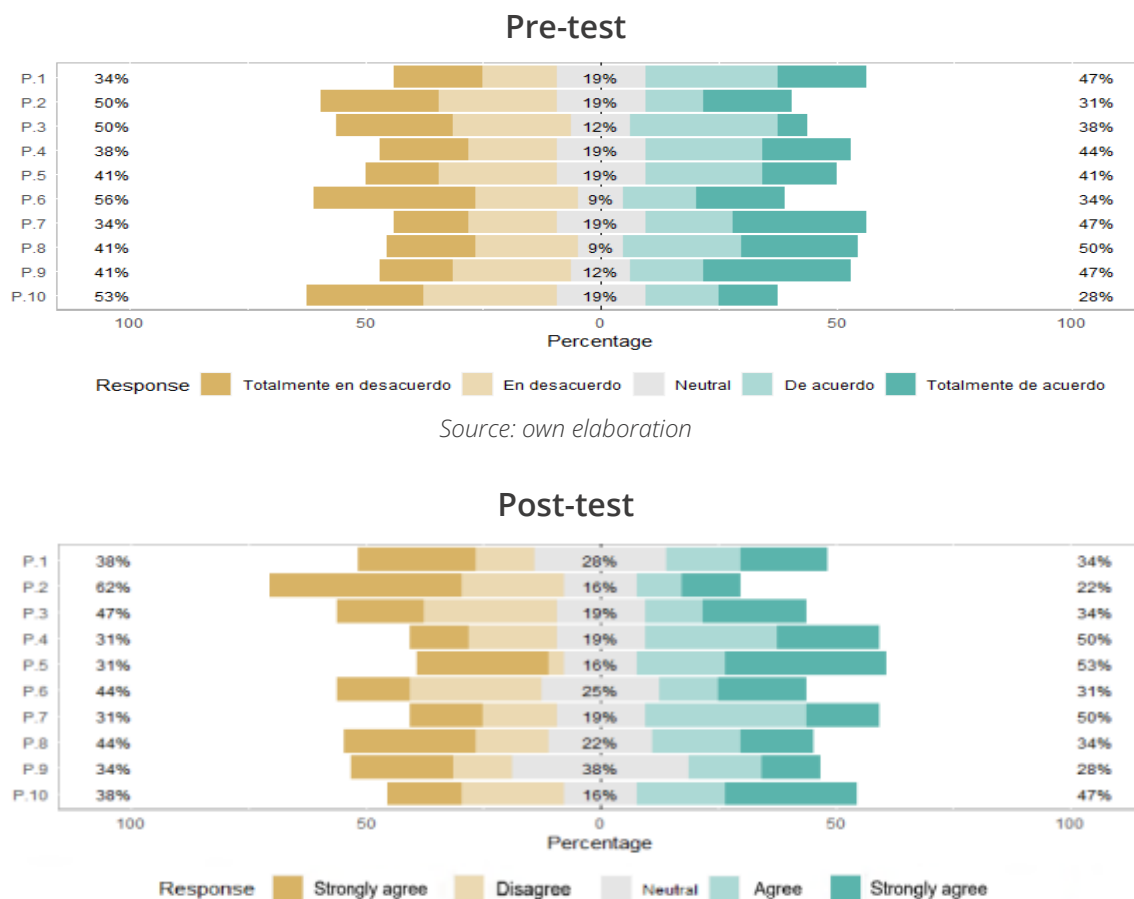 Pre-test
P.1 34% 19% 47%
P.2 50% 19% 31%
P.3 50% 12% 38%
P.4 38% 19% 44%
P.5 41% 19% 41%
P.6 56% 9% 34%
P.7 34% 19% 47%
P.8 41% 9% 50%
P.9 41% 12% 47%
P.10 53% 19% 28%
100 50 0 50 100
Percentage
Response Totalmente en desacuerdo En desacuerdo Neutral De acuerdo Totalmente de acuerdo
Source: own elaboration
Post-test
P.1 38% 28% 34%
P.2 62% 16% 22%
P.3 47% 19% 34%
P.4 31% 19% 50%
P.5 31% 16% 53%
P.6 44% 25% 31%
P.7 31% 19% 50%
P.8 44% 22% 34%
P.9 34% 38% 28%
P.10 38% 16% 47%
100 50 0 50 100
Percentage
Response Strongly agree Disagree Neutral Agree Strongly agree